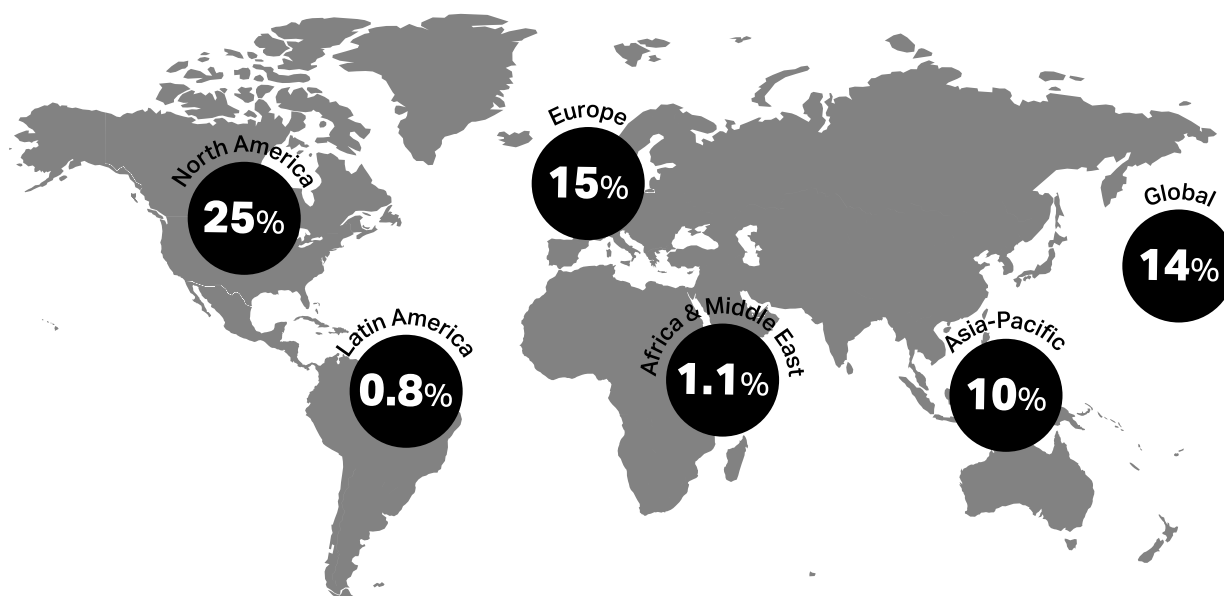 North America
25%
Latin America
0.8%
Europe
15%
Africa & Middle East
1.1%
Asia-Pacific
10%
Global
14%